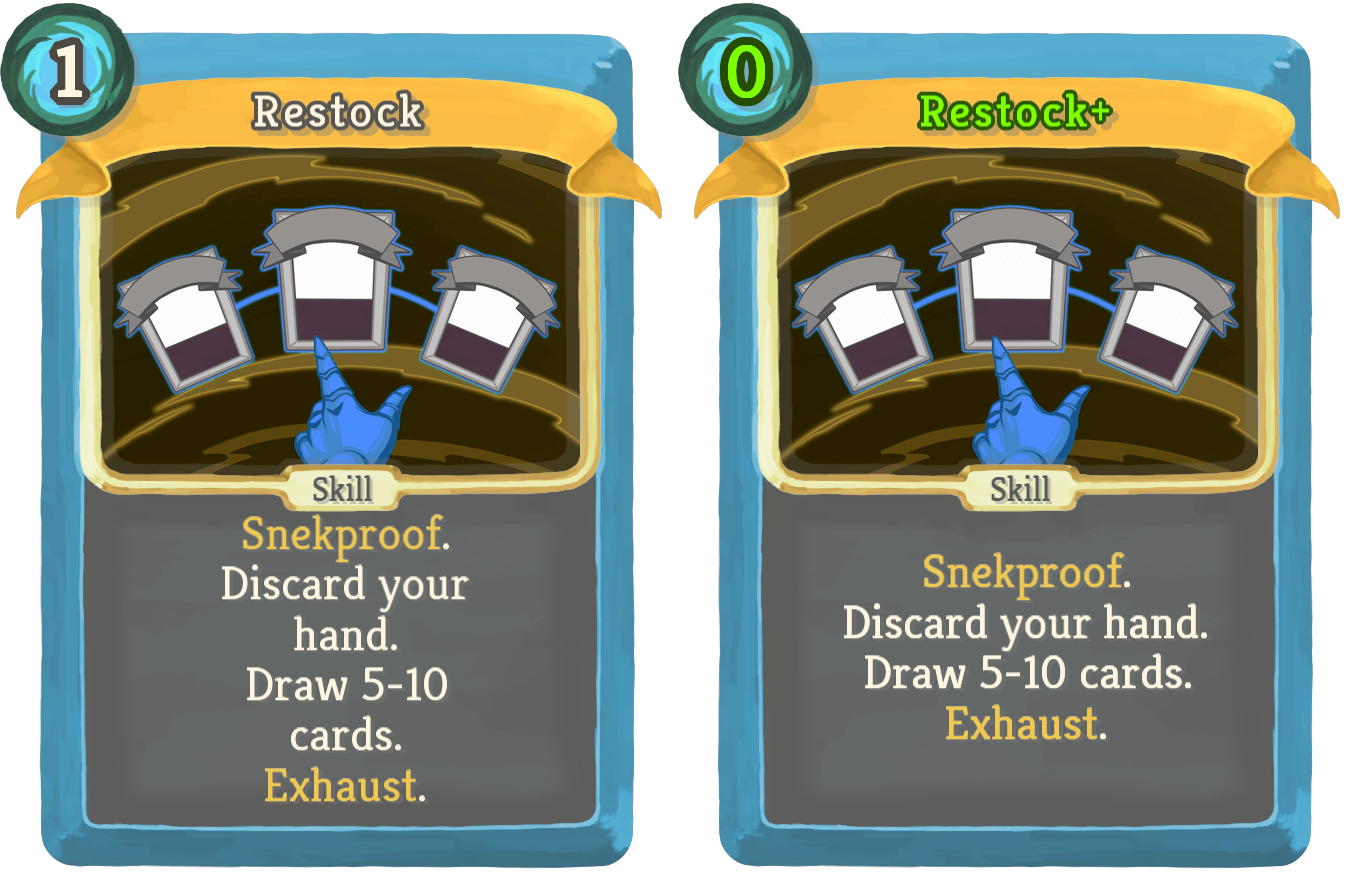 1
Restock
Skill
Snekproof.
Discard your
hand.
Draw 5-10
cards.
Exhaust.
0
Restock+
Skill
Snekproof.
Discard your hand.
Draw 5-10 cards.
Exhaust.